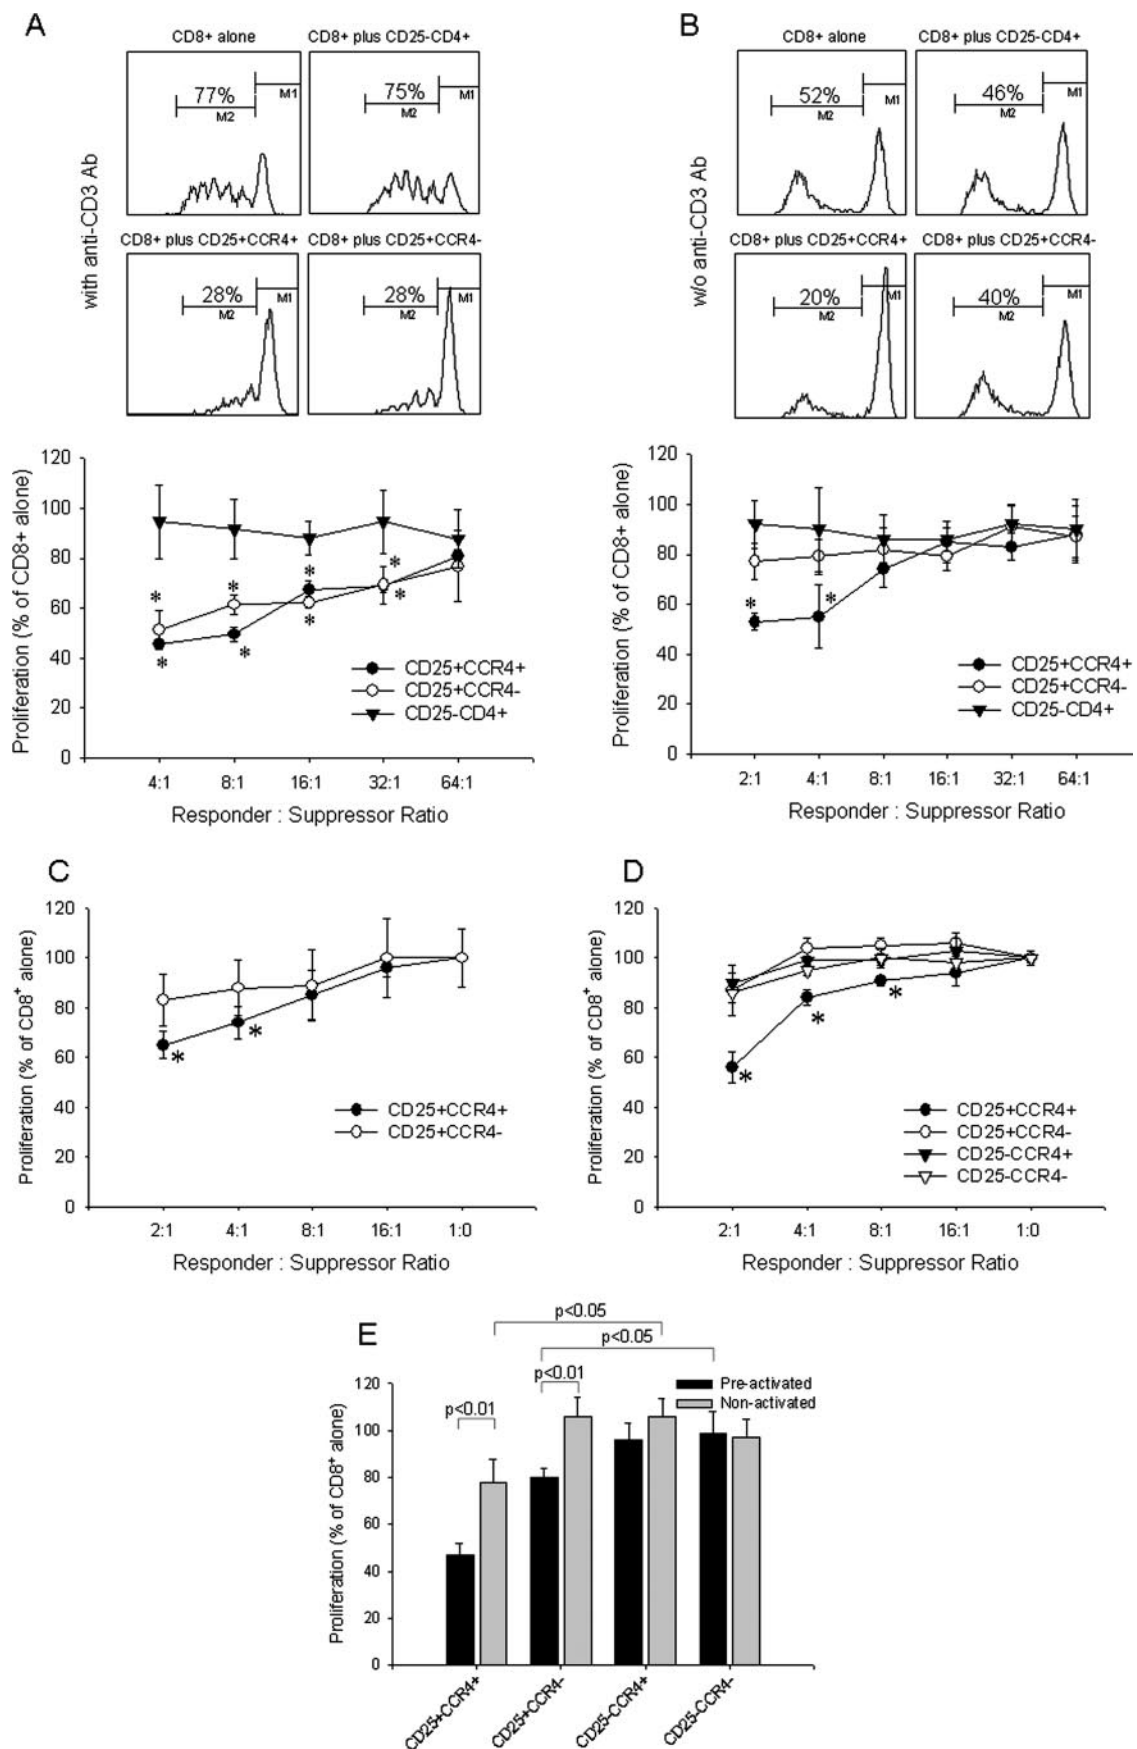 A
CD8+ alone
CD8+ plus CD25-CD4+
77%
M2
M1
75%
M2
M1
with anti-CD3 Ab
CD8+ plus CD25+CCR4+
CD8+ plus CD25+CCR4-
28%
M2
M1
28%
M2
M1
Proliferation (% of CD8+ alone)
120
100
80
60
40
20
0
* * * *
* * * *
CD25+CCR4+
CD25+CCR4-
CD25-CD4+
4:1 8:1 16:1 32:1 64:1
Responder : Suppressor Ratio
B
CD8+ alone
CD8+ plus CD25-CD4+
52%
M2
M1
46%
M2
M1
w/o anti-CD3 Ab
CD8+ plus CD25+CCR4+
CD8+ plus CD25+CCR4-
20%
M2
M1
40%
M2
M1
Proliferation (% of CD8+ alone)
120
100
80
60
40
20
0
* *
CD25+CCR4+
CD25+CCR4-
CD25-CD4+
2:1 4:1 8:1 16:1 32:1 64:1
Responder : Suppressor Ratio
C
Proliferation (% of CD8⁺ alone)
120
100
80
60
40
20
0
* *
CD25+CCR4+
CD25+CCR4-
2:1 4:1 8:1 16:1 1:0
Responder : Suppressor Ratio
D
Proliferation (% of CD8⁺ alone)
120
100
80
60
40
20
0
* * *
CD25+CCR4+
CD25+CCR4-
CD25-CCR4+
CD25-CCR4-
2:1 4:1 8:1 16:1 1:0
Responder : Suppressor Ratio
E
p<0.05
p<0.05
p<0.01
p<0.01
Pre-activated
Non-activated
Proliferation (% of CD8⁺ alone)
120
100
80
60
40
20
0
CD25+CCR4+
CD25+CCR4-
CD25-CCR4+
CD25-CCR4-